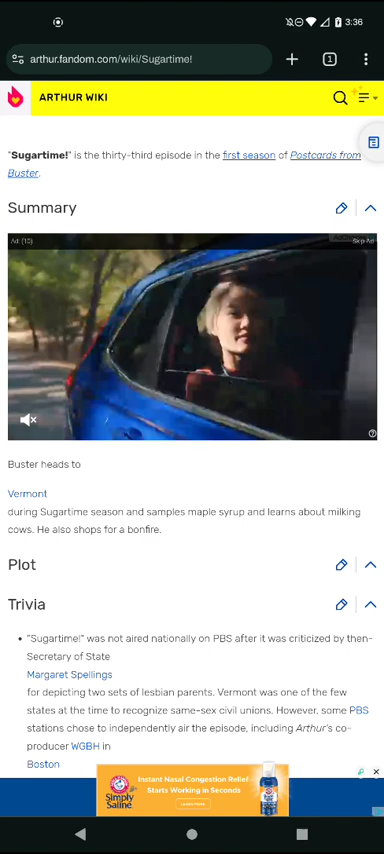 3:36
arthur.fandom.com/wiki/Sugartime!
1
ARTHUR WIKI
"Sugartime!" is the thirty-third episode in the first season of Postcards from
Buster.
Summary
Ad: (10)
Skip Ad
Buster heads to
Vermont
during Sugartime season and samples maple syrup and learns about milking
cows. He also shops for a bonfire.
Plot
Trivia
• "Sugartime!" was not aired nationally on PBS after it was criticized by then-
Secretary of State
Margaret Spellings
for depicting two sets of lesbian parents. Vermont was one of the few
states at the time to recognize same-sex civil unions. However, some PBS
stations chose to independently air the episode, including Arthur's co-
producer WGBH in
Boston
ARM & HAMMER
Simply
Saline
Instant Nasal Congestion Relief
Starts Working in Seconds